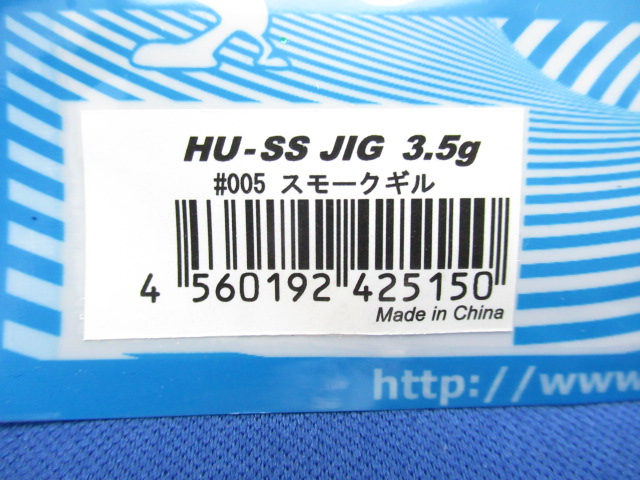 HU-SS JIG 3.5g
#005 スモークギル
4 560192 425150
Made in China
http://www.